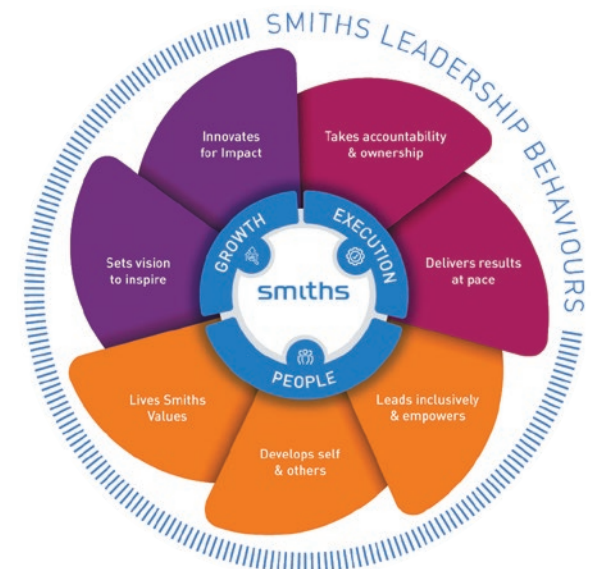 SMITHS LEADERSHIP BEHAVIOURS
Innovates
for Impact
Takes accountability
& ownership
Sets vision
to inspire
GROWTH
EXECUTION
Delivers results
at pace
smiths
PEOPLE
Lives Smiths
Values
Leads inclusively
& empowers
Develops self
& others